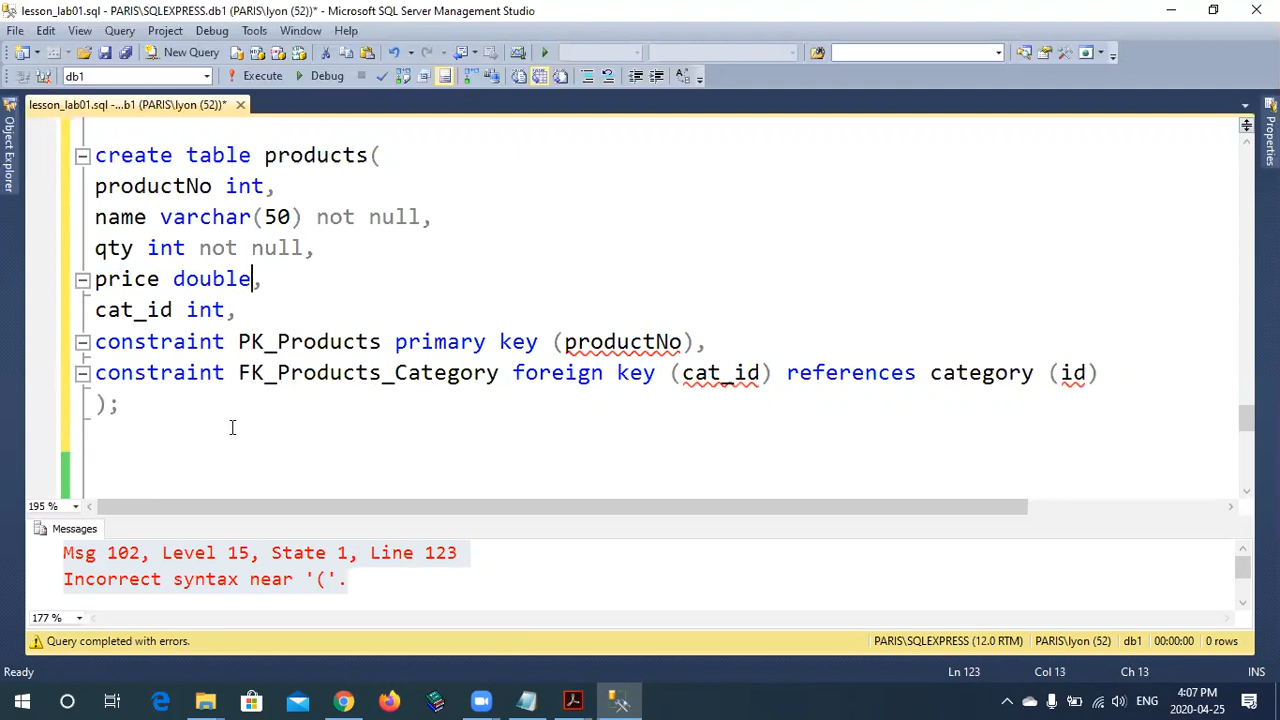 lesson_lab01.sql - PARIS\SQLEXPRESS.db1 (PARIS\lyon (52))* - Microsoft SQL Server Management Studio
File Edit View Query Project Debug Tools Window Help
New Query
db1 Execute Debug
lesson_lab01.sql -...b1 (PARIS\lyon (52))*
Object Explorer
Properties
create table products(
productNo int,
name varchar(50) not null,
qty int not null,
price double,
cat_id int,
constraint PK_Products primary key (productNo),
constraint FK_Products_Category foreign key (cat_id) references category (id)
);
195 %
Messages
Msg 102, Level 15, State 1, Line 123
Incorrect syntax near '('.
177 %
Query completed with errors. PARIS\SQLEXPRESS (12.0 RTM) PARIS\lyon (52) db1 00:00:00 0 rows
Ready Ln 123 Col 13 Ch 13 INS
ENG 4:07 PM
2020-04-25